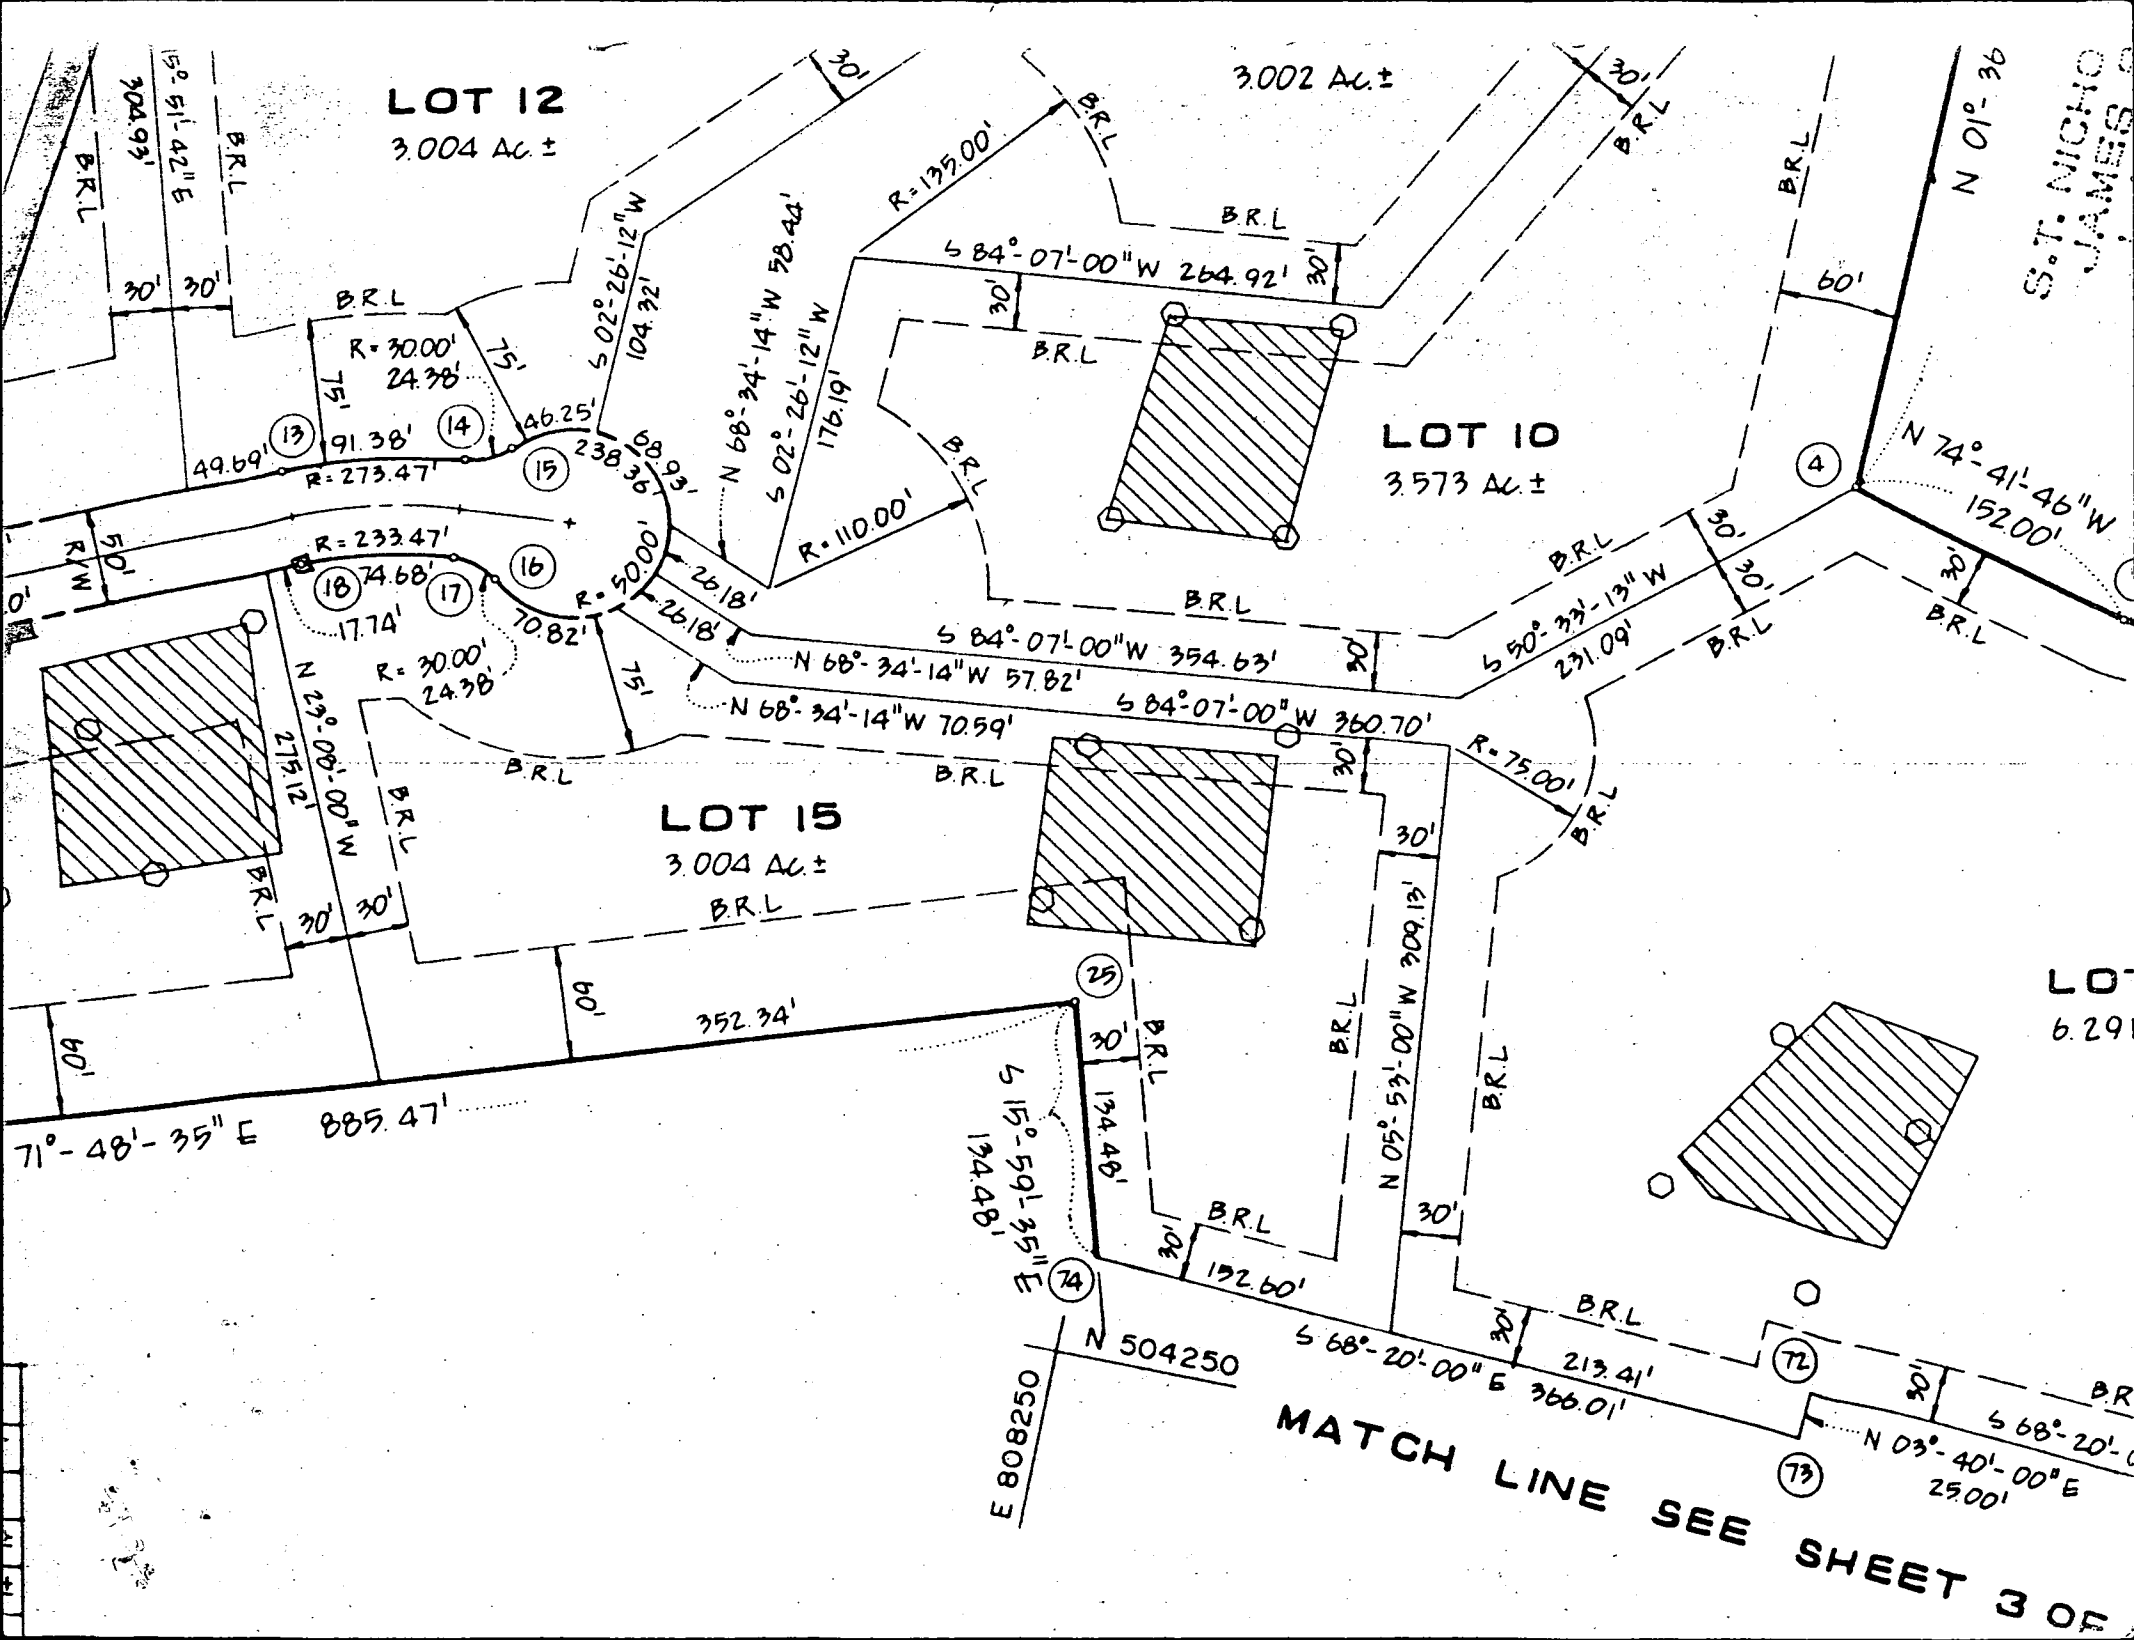 LOT 12
3.004 Ac. ±
3.002 Ac. ±
30'
30'
B.R.L
B.R.L
R=135.00'
B.R.L
S 84°-07'-00" W 264.92'
30'
30'
B.R.L
304.93'
5° 51'-42" E
B.R.L
B.R.L
30'
30'
B.R.L
R=30.00'
24.38'
75'
75'
S 02°-26'-12" W
104.32'
N 68°-34'-14" W 58.44'
S 02°-26'-12" W
176.19'
B.R.L
60'
N 01°-36
S.T. NICHO
JAMES
LOT 10
3.573 Ac. ±
B.R.L
R=110.00'
4
N 74°-41'-46" W
152.00'
30'
B.R.L
49.69'
13
91.38'
R=273.47'
14
46.25'
15
238.36'
68.93'
50'
R/W
R=233.47'
18
74.68'
17
16
17.74'
70.82'
R=50.00'
26.18'
26.18'
R=30.00'
24.38'
75'
B.R.L
S 84°-07'-00" W 354.63'
30'
N 68°-34'-14" W 57.82'
N 68°-34'-14" W 70.59'
S 84°-07'-00" W 360.70'
B.R.L
30'
30'
S 50°-33'-13" W
231.09'
B.R.L
R=75.00'
B.R.L
B.R.L
30'
N 23°-08'-00" W
275.12'
B.R.L
B.R.L
30'
30'
B.R.L
LOT 15
3.004 Ac. ±
B.R.L
30'
N 05°-53'-00" W 309.13'
B.R.L
B.R.L
LOT
6.291
60'
60'
352.34'
25
30'
B.R.L
134.48'
S 15°-59'-35" E
134.48'
71°-48'-35" E 885.47'
74
30'
B.R.L
152.60'
30'
30'
B.R.L
N 504250
E 808250
S 68°-20'-00" E 366.01'
213.41'
72
73
30'
B.R
S 68°-20'-0
N 03°-40'-00" E
25.00'
MATCH LINE SEE SHEET 3 OF